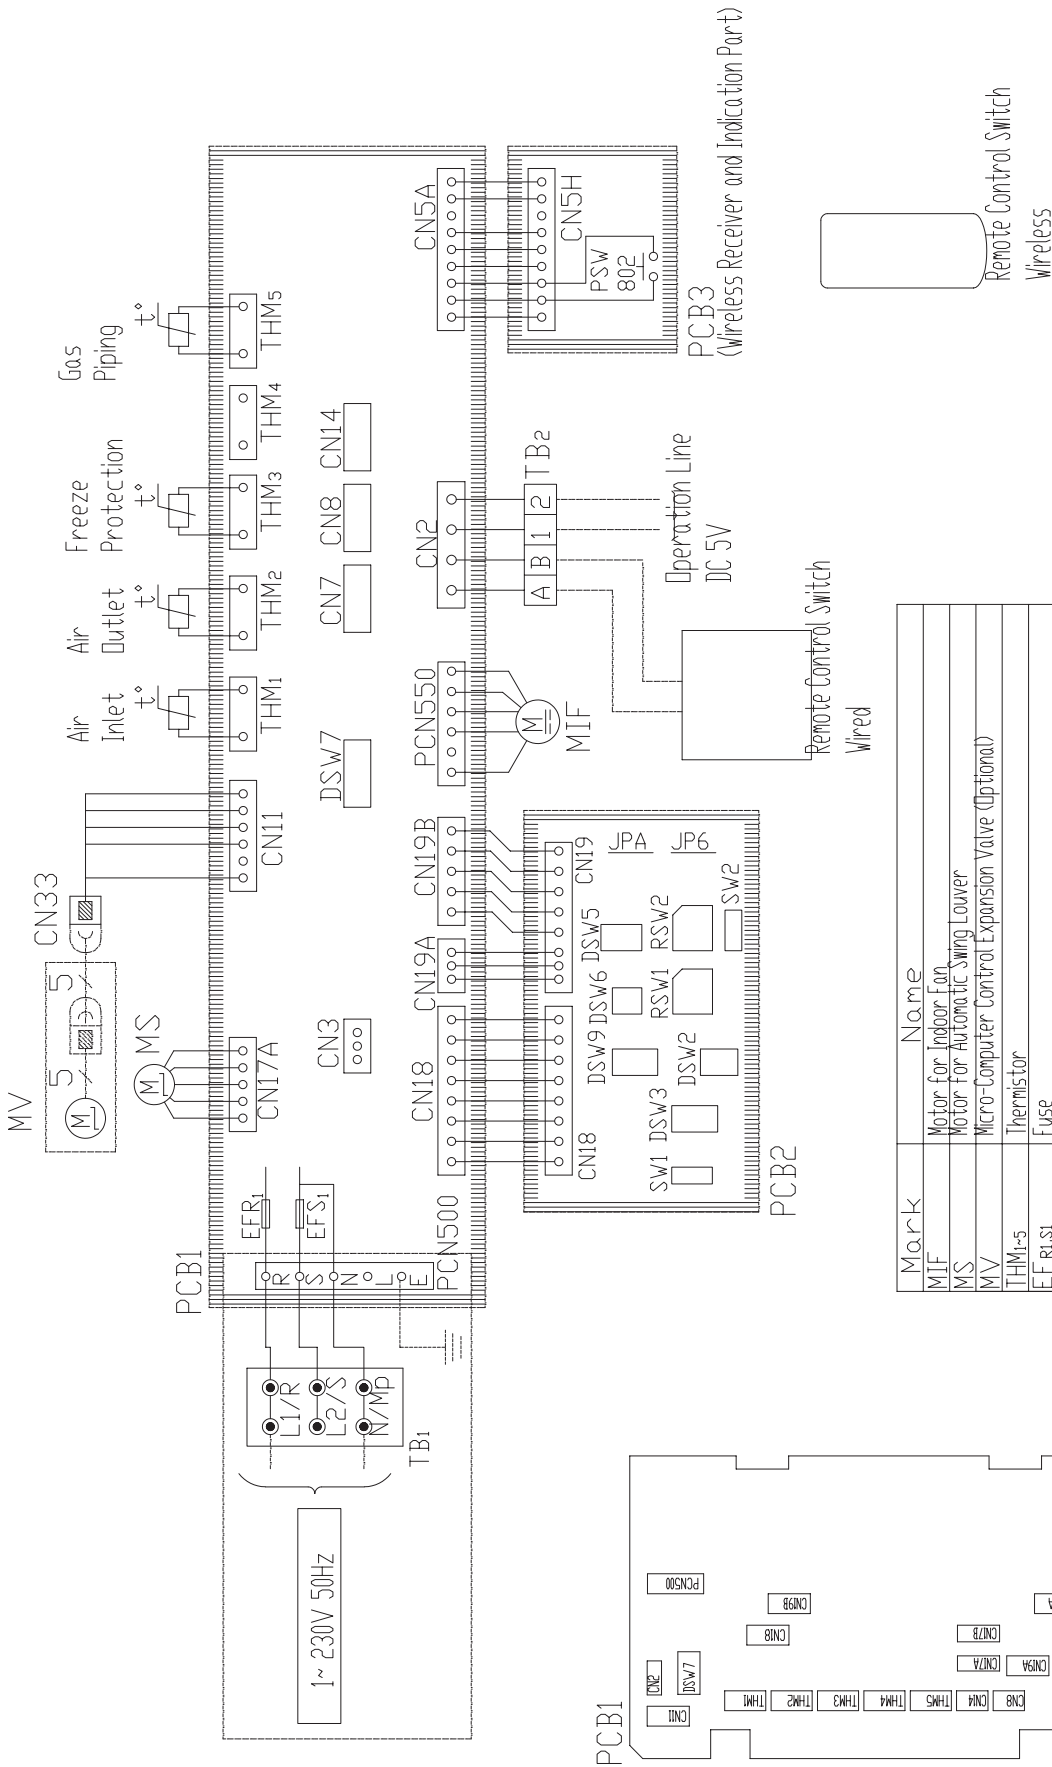 MV
5
5
CN33
M
MS
M
CN17A
CN11
Air
Inlet
t°
THM1
Air
Outlet
t°
THM2
Freeze
Protection
t°
THM3
THM4
Gas
Piping
t°
THM5
PCB1
EFR1
EFS1
CN3
DSW7
CN7
CN8
CN14
1~ 230V 50Hz
L1/R
L2/S
N/Mp
TB1
R
S
N
L
E
PCN500
CN18
CN19A
CN19B
PCN550
CN2
CN5A
M
MIF
A
B
1
2
TB2
Operation Line
DC 5V
Remote Control Switch
Wired
CN18
CN19
SW1
DSW3
DSW9
DSW6
DSW5
JPA
JP6
DSW2
RSW1
RSW2
SW2
PCB2
CN5H
PSW
802
PCB3
(Wireless Receiver and Indication Part)
Remote Control Switch
Wireless
Mark Name
MIF Motor for Indoor Fan
MS Motor for Automatic Swing Louver
MV Micro-Computer Control Expansion Valve (Optional)
THM1~5 Thermistor
EF R1,S1 Fuse
PCB1
CN11
CN2
DSW7
PCN500
THM1
THM2
THM3
THM4
THM5
CN14
CN8
CN18
CN19B
CN17A
CN17B
CN19A